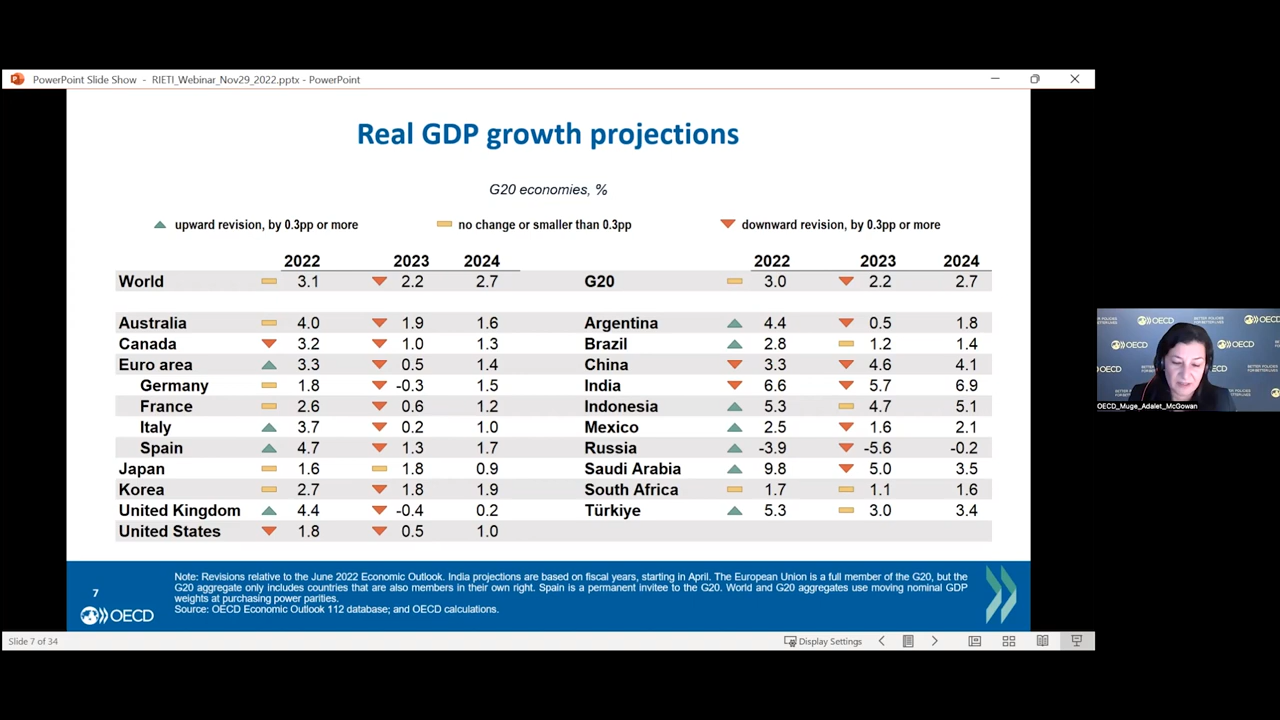 PowerPoint Slide Show - RIETI_Webinar_Nov29_2022.pptx - PowerPoint
Real GDP growth projections
G20 economies, %
upward revision, by 0.3pp or more
no change or smaller than 0.3pp
downward revision, by 0.3pp or more
2022 2023 2024
World 3.1 2.2 2.7
Australia 4.0 1.9 1.6
Canada 3.2 1.0 1.3
Euro area 3.3 0.5 1.4
Germany 1.8 -0.3 1.5
France 2.6 0.6 1.2
Italy 3.7 0.2 1.0
Spain 4.7 1.3 1.7
Japan 1.6 1.8 0.9
Korea 2.7 1.8 1.9
United Kingdom 4.4 -0.4 0.2
United States 1.8 0.5 1.0
2022 2023 2024
G20 3.0 2.2 2.7
Argentina 4.4 0.5 1.8
Brazil 2.8 1.2 1.4
China 3.3 4.6 4.1
India 6.6 5.7 6.9
Indonesia 5.3 4.7 5.1
Mexico 2.5 1.6 2.1
Russia -3.9 -5.6 -0.2
Saudi Arabia 9.8 5.0 3.5
South Africa 1.7 1.1 1.6
Türkiye 5.3 3.0 3.4
Note: Revisions relative to the June 2022 Economic Outlook. India projections are based on fiscal years, starting in April. The European Union is a full member of the G20, but the
G20 aggregate only includes countries that are also members in their own right. Spain is a permanent invitee to the G20. World and G20 aggregates use moving nominal GDP
weights at purchasing power parities.
Source: OECD Economic Outlook 112 database; and OECD calculations.
7
OECD
Slide 7 of 34
Display Settings
OECD
OECD
OECD
OECD
OECD_Muge_Adalet_McGowan